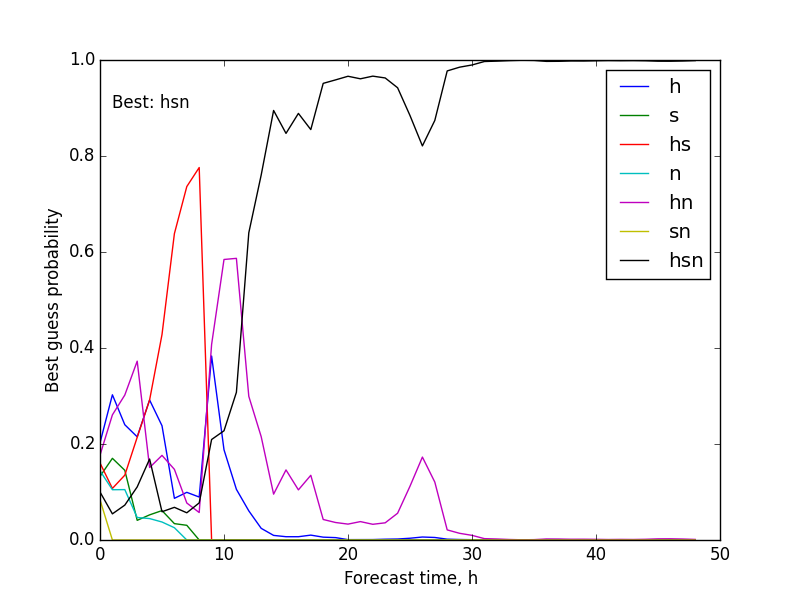 1.0
Best: hsn
h
s
0.8
hs
n
hn
sn
0.6
hsn
Best guess probability
0.4
0.2
0.0
0 10 20 30 40 50
Forecast time, h